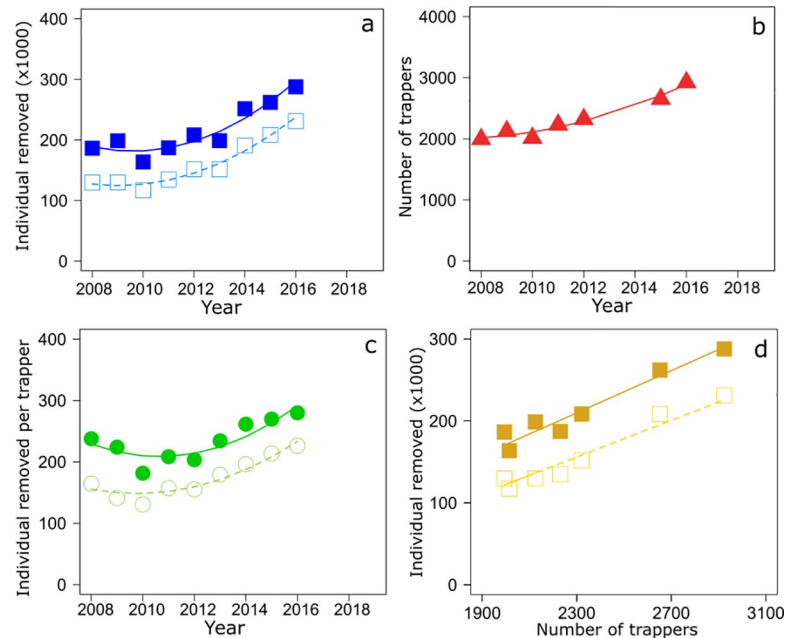 a
Individual removed (x1000)
400
300
200
100
0
2008 2010 2012 2014 2016 2018
Year
b
Number of trappers
4000
3000
2000
1000
0
2008 2010 2012 2014 2016 2018
Year
c
Individual removed per trapper
400
300
200
100
0
2008 2010 2012 2014 2016 2018
Year
d
Individual removed (x1000)
300
200
100
0
1900 2300 2700 3100
Number of trappers